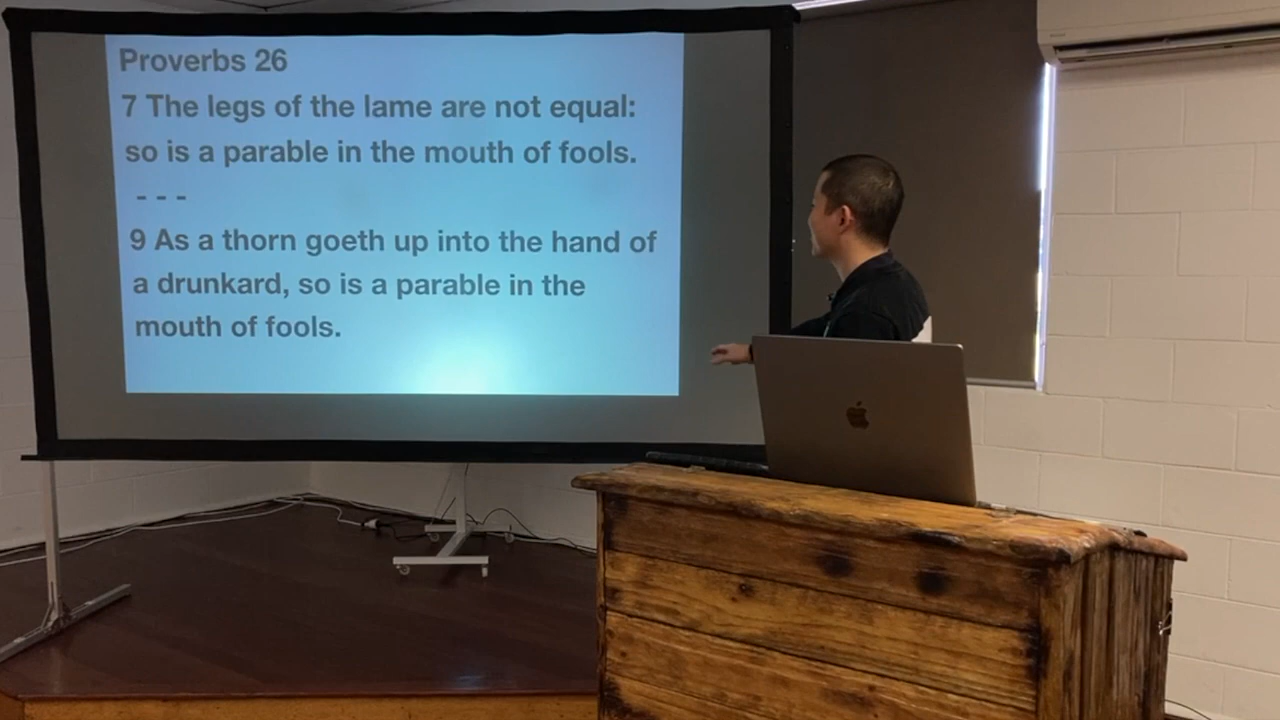 Proverbs 26
7 The legs of the lame are not equal:
so is a parable in the mouth of fools.
- - -
9 As a thorn goeth up into the hand of
a drunkard, so is a parable in the
mouth of fools.